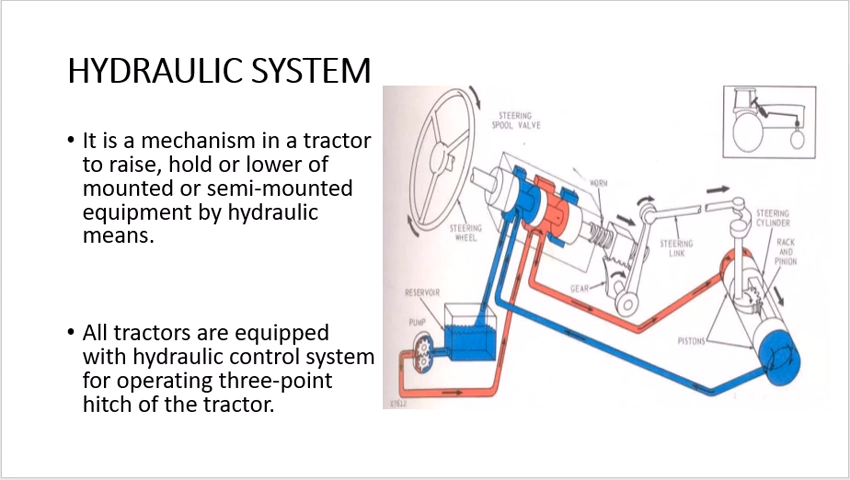 HYDRAULIC SYSTEM
• It is a mechanism in a tractor
to raise, hold or lower of
mounted or semi-mounted
equipment by hydraulic
means.
• All tractors are equipped
with hydraulic control system
for operating three-point
hitch of the tractor.
STEERING
SPOOL VALVE
WORM
STEERING
WHEEL
STEERING
LINK
STEERING
CYLINDER
RACK
AND
PINION
GEAR
RESERVOIR
PUMP
PISTONS